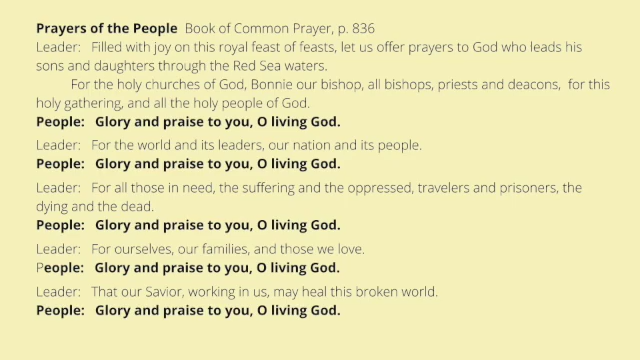 Prayers of the People Book of Common Prayer, p. 836
Leader: Filled with joy on this royal feast of feasts, let us offer prayers to God who leads his
sons and daughters through the Red Sea waters.
For the holy churches of God, Bonnie our bishop, all bishops, priests and deacons, for this
holy gathering, and all the holy people of God.
People: Glory and praise to you, O living God.
Leader: For the world and its leaders, our nation and its people.
People: Glory and praise to you, O living God.
Leader: For all those in need, the suffering and the oppressed, travelers and prisoners, the
dying and the dead.
People: Glory and praise to you, O living God.
Leader: For ourselves, our families, and those we love.
People: Glory and praise to you, O living God.
Leader: That our Savior, working in us, may heal this broken world.
People: Glory and praise to you, O living God.